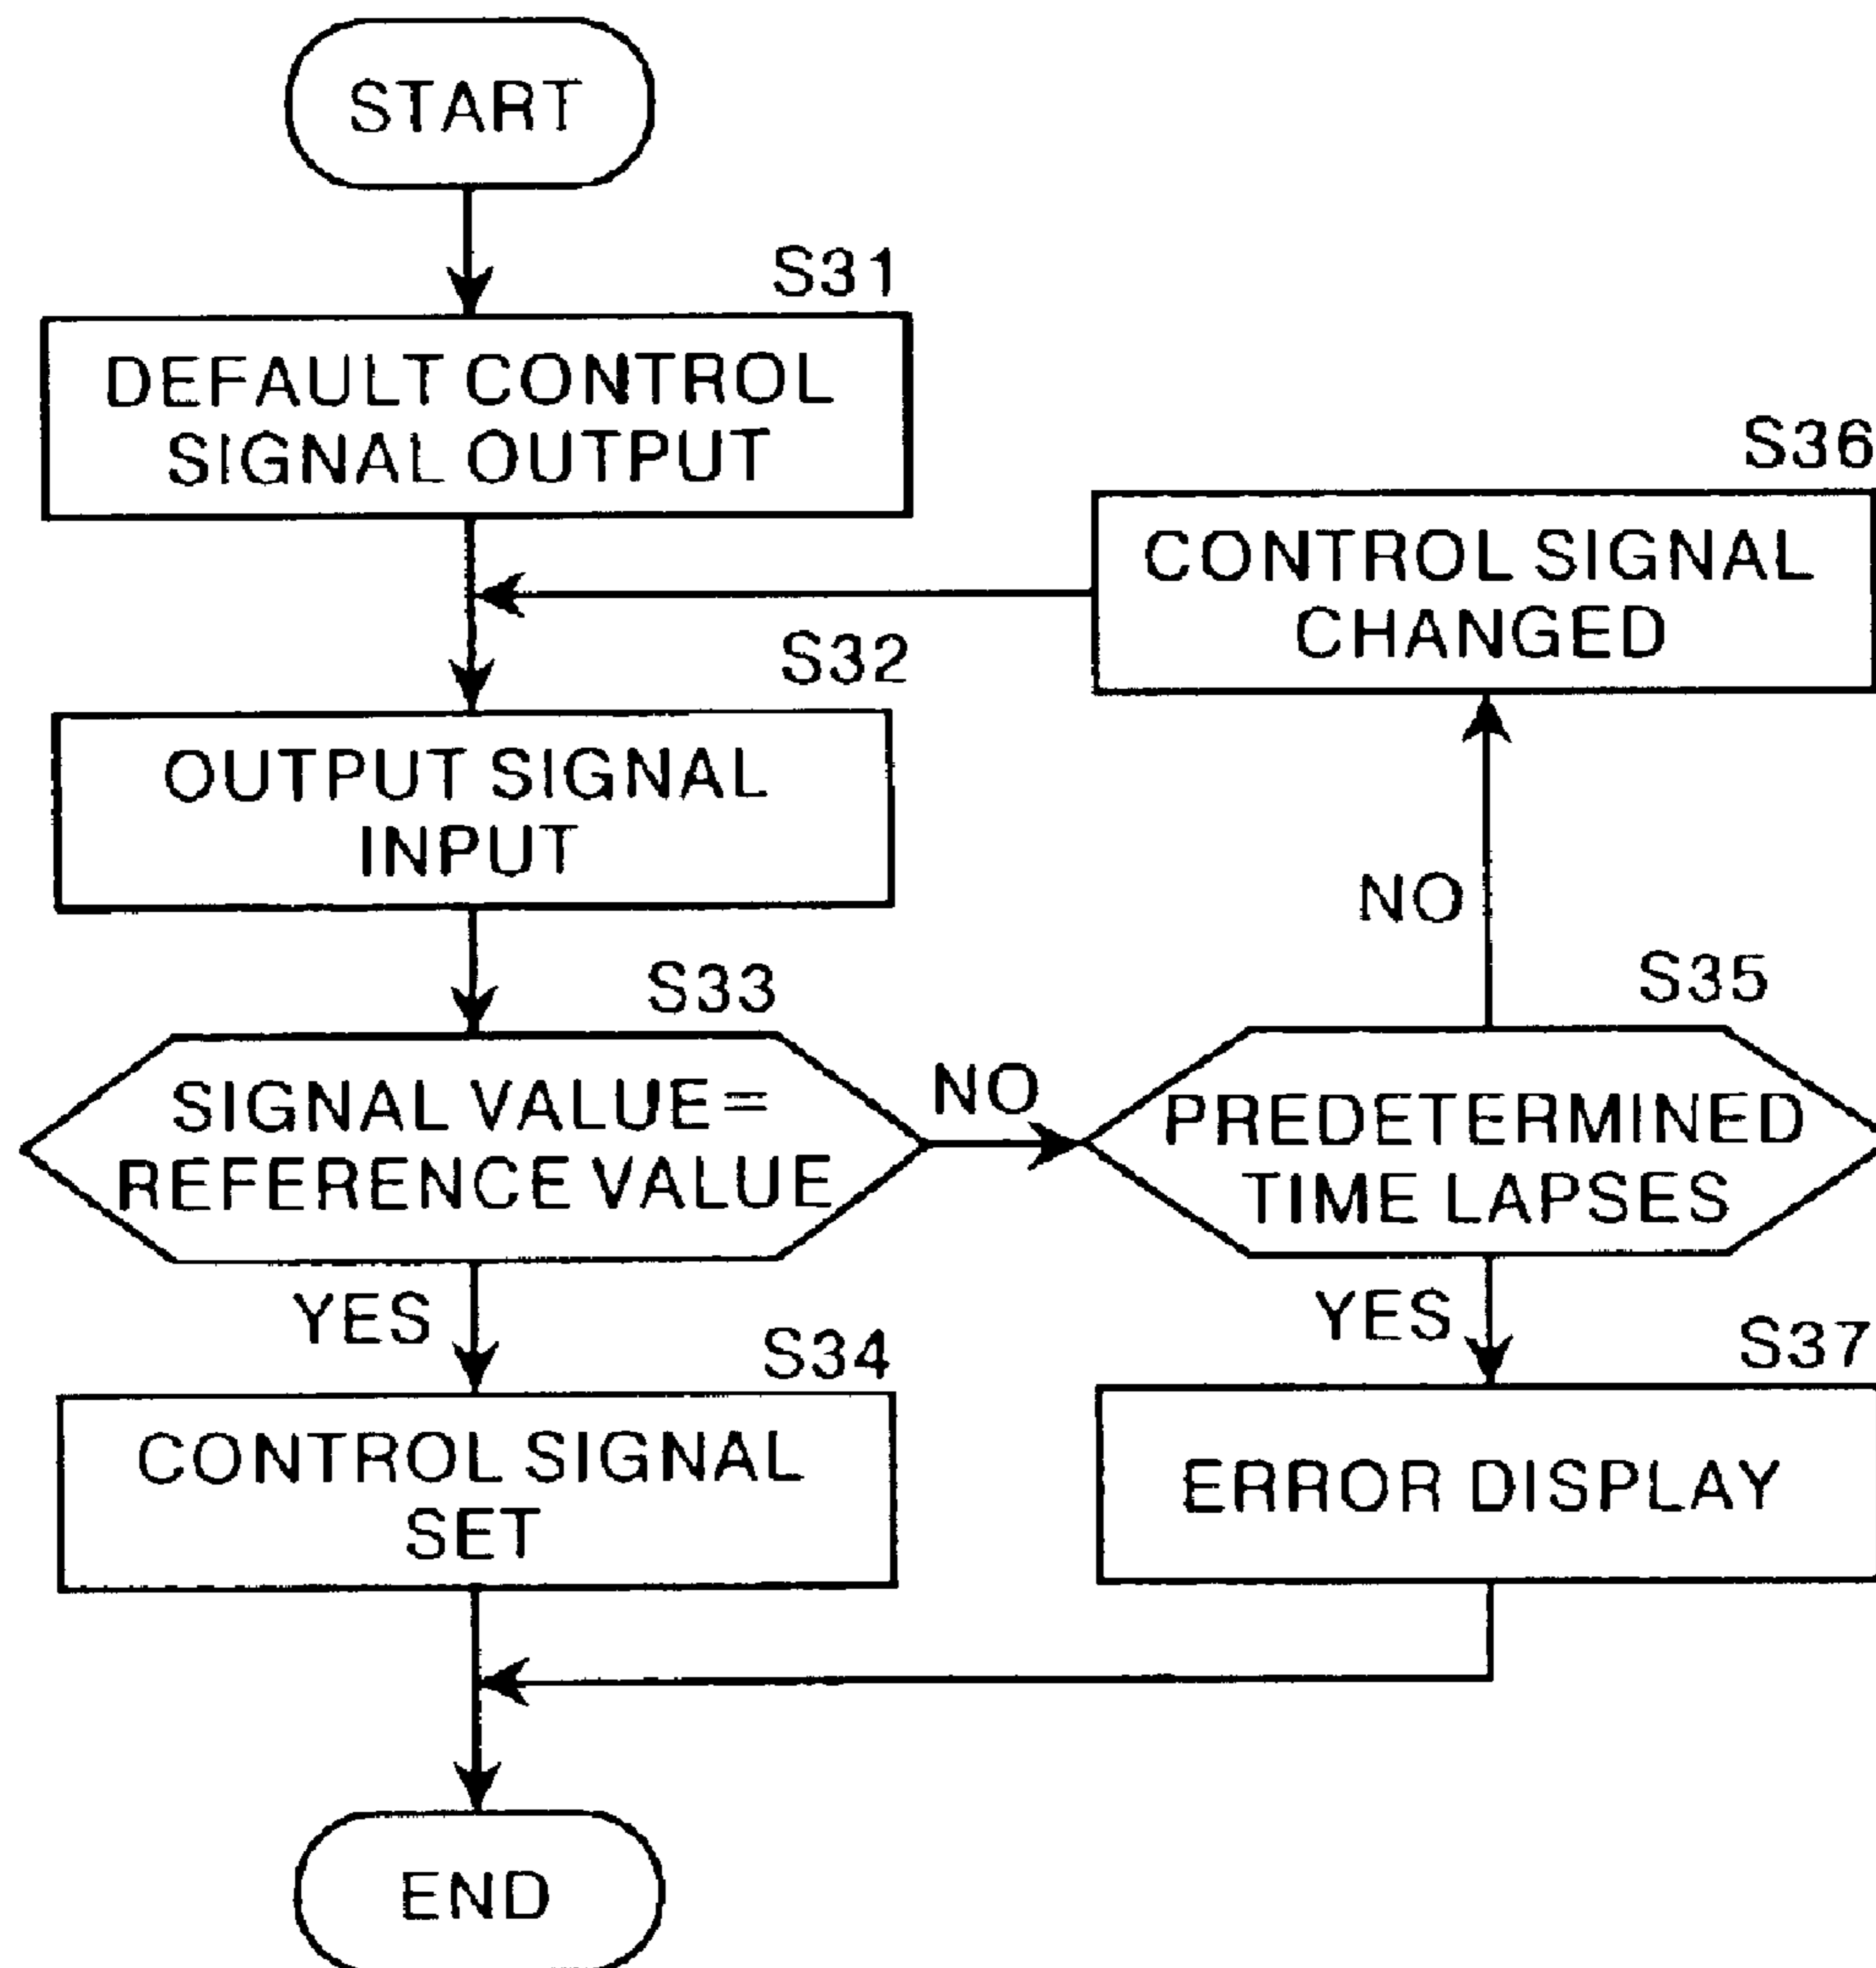 START
S31
DEFAULT CONTROL
SIGNAL OUTPUT
S36
CONTROL SIGNAL
CHANGED
S32
OUTPUT SIGNAL
INPUT
NO
S33
S35
SIGNAL VALUE=
REFERENCE VALUE
NO
PREDETERMINED
TIME LAPSES
YES
YES
S34
S37
CONTROL SIGNAL
SET
ERROR DISPLAY
END